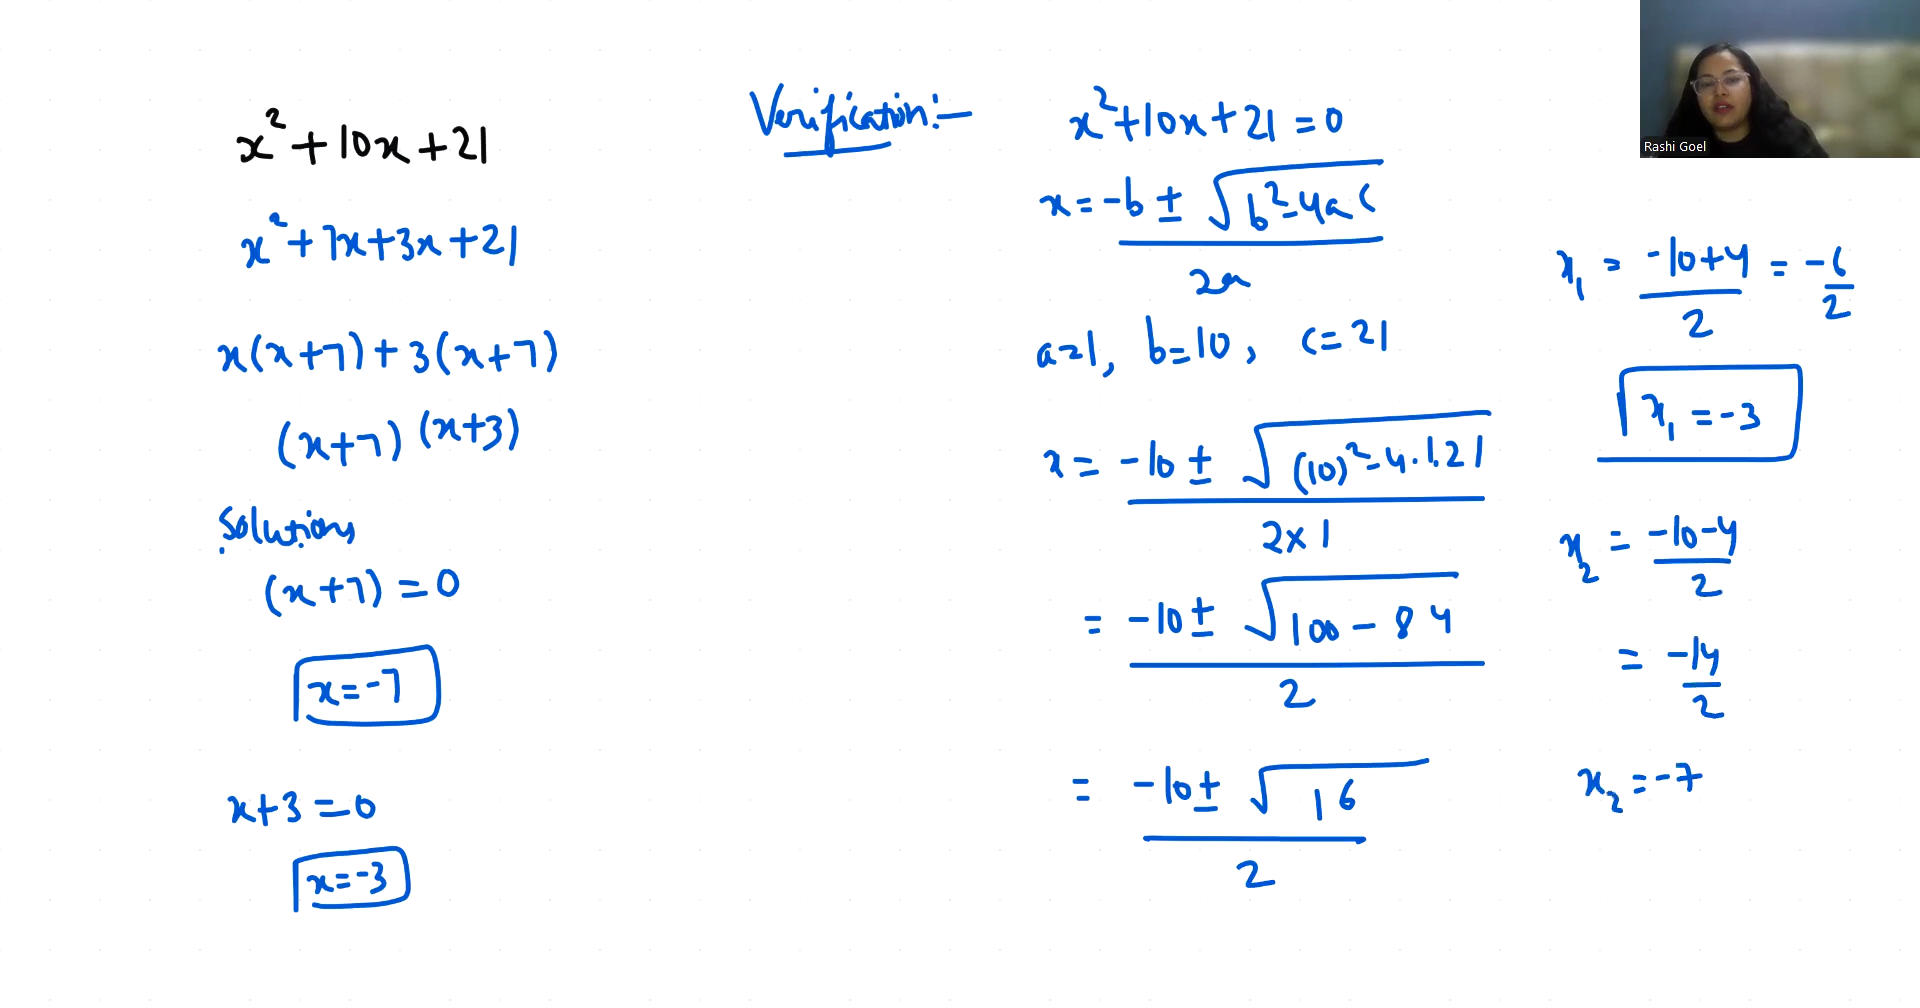 x²+10x+21
x²+7x+3x+21
x(x+7)+3(x+7)
(x+7)(x+3)
Solutions
(x+7)=0
x=-7
x+3=0
x=-3
Verification:-
x²+10x+21=0
x=-b±√b²-4ac
2a
a=1, b=10, c=21
x=-10±√(10)²-4.1.21
2×1
=-10±√100-84
2
=-10±√16
2
x₁=-10+4=-6
2 2
x₁=-3
x₂=-10-4
2
=-14
2
x₂=-7
Rashi Goel